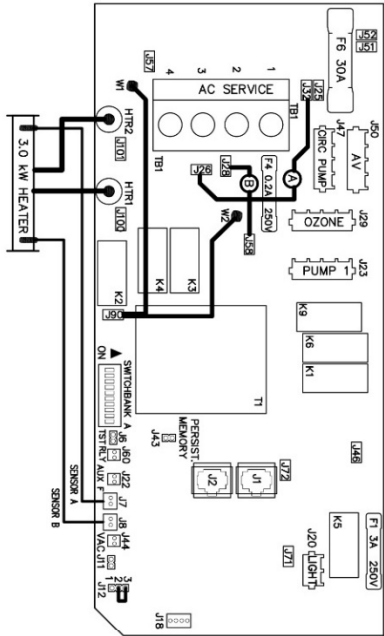 F6 30A
J52
J51
J50
AV
J47
CIRC PUMP
J25
J32
A
F4 0.2A 250V
J28
B
J26
J58
J57
W1
AC SERVICE
4
3
2
1
TB1
TB1
HTR2
J101
HTR1
J100
3.0 kW HEATER
W2
OZONE
J29
PUMP 1
J23
K4
K3
K2
J90
K9
K6
K1
T1
ON
SWITCHBANK A
PERSIST.
MEMORY
J43
J6
TST
J60
RLY
J22
AUX F
J7
J8
J44
VAC
J11
1 2 3
J12
SENSOR A
SENSOR B
J2
J1
J72
J46
K5
F1 3A 250V
J20
LIGHT
J71
J18